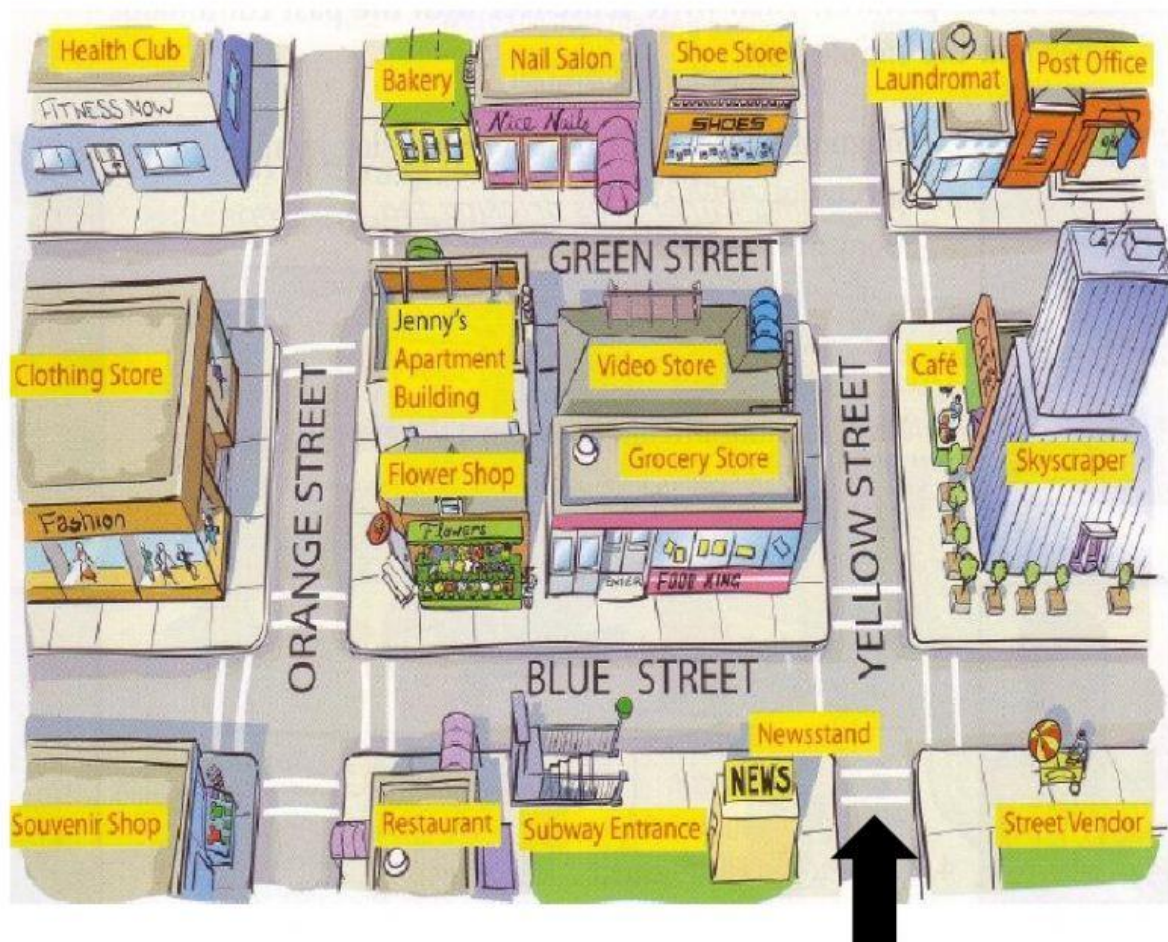 Health Club
FITNESS NOW
Bakery
Nail Salon
Nice Nails
Shoe Store
SHOES
Laundromat
Post Office
GREEN STREET
Clothing Store
Fashion
ORANGE STREET
Jenny's
Apartment
Building
Flower Shop
Flowers
Video Store
Grocery Store
ENTER
FOOD KING
YELLOW STREET
Café
Skyscraper
BLUE STREET
Souvenir Shop
Restaurant
Subway Entrance
Newsstand
NEWS
Street Vendor